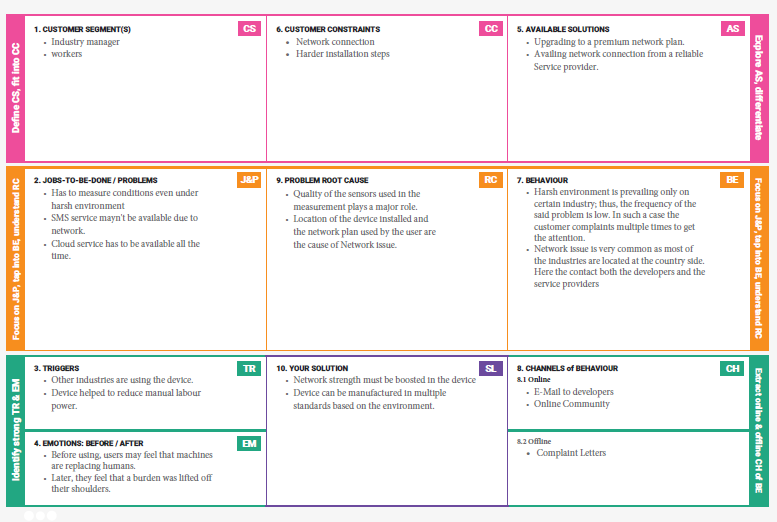 Define CS, fit into CC
1. CUSTOMER SEGMENT(S)
CS
• Industry manager
• workers
6. CUSTOMER CONSTRAINTS
CC
• Network connection
• Harder installation steps
5. AVAILABLE SOLUTIONS
AS
• Upgrading to a premium network plan.
• Availing network connection from a reliable
Service provider.
Explore AS, differentiate
Focus on J&P, tap into BE, understand RC
2. JOBS-TO-BE-DONE / PROBLEMS
J&P
• Has to measure conditions even under
harsh environment
• SMS service mayn't be available due to
network.
• Cloud service has to be available all the
time.
9. PROBLEM ROOT CAUSE
RC
• Quality of the sensors used in the
measurement plays a major role.
• Location of the device installed and
the network plan used by the user are
the cause of Network issue.
7. BEHAVIOUR
BE
• Harsh environment is prevailing only on
certain industry; thus, the frequency of the
said problem is low. In such a case the
customer complaints multiple times to get
the attention.
• Network issue is very common as most of
the industries are located at the country side.
Here the contact both the developers and the
service providers
Focus on J&P, tap into BE, understand RC
Identify strong TR & EM
3. TRIGGERS
TR
• Other industries are using the device.
• Device helped to reduce manual labour
power.
4. EMOTIONS: BEFORE / AFTER
EM
• Before using, users may feel that machines
are replacing humans.
• Later, they feel that a burden was lifted off
their shoulders.
10. YOUR SOLUTION
SL
• Network strength must be boosted in the device
• Device can be manufactured in multiple
standards based on the environment.
8. CHANNELS of BEHAVIOUR
CH
8.1 Online
• E-Mail to developers
• Online Community
8.2 Offline
• Complaint Letters
Extract online & offline CH of BE